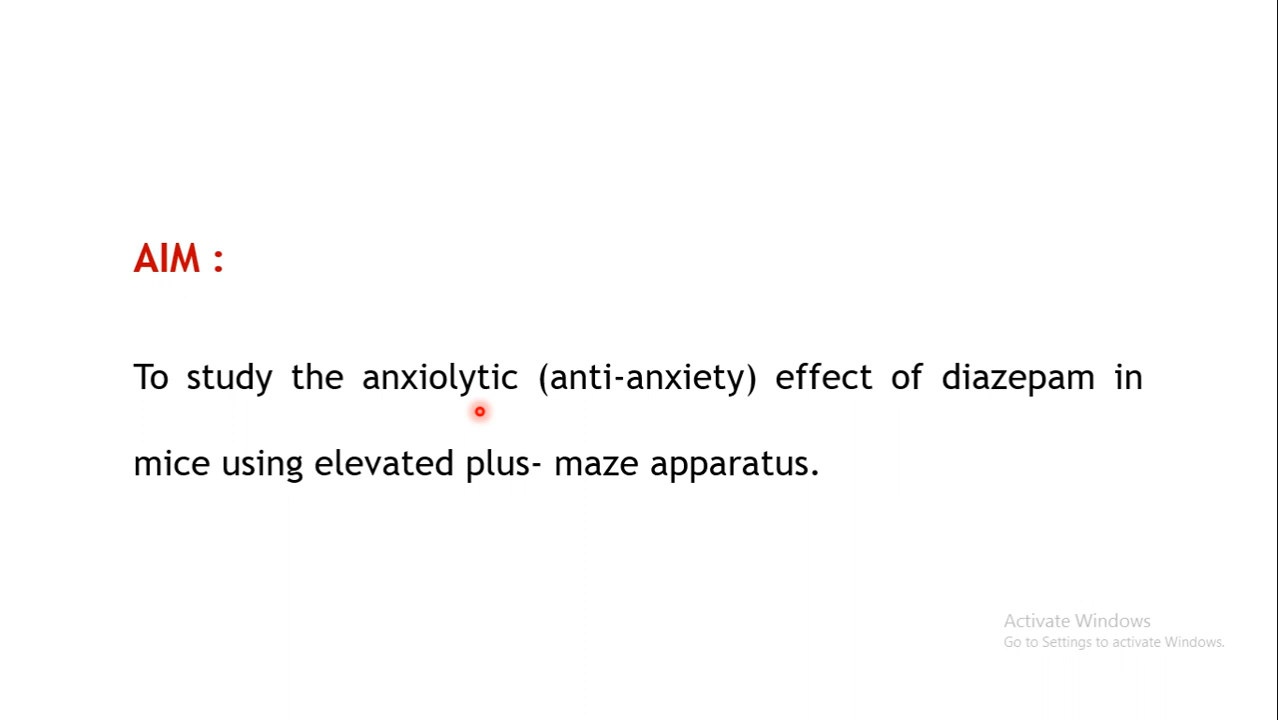 AIM :
To study the anxiolytic (anti-anxiety) effect of diazepam in
mice using elevated plus- maze apparatus.
Activate Windows
Go to Settings to activate Windows.